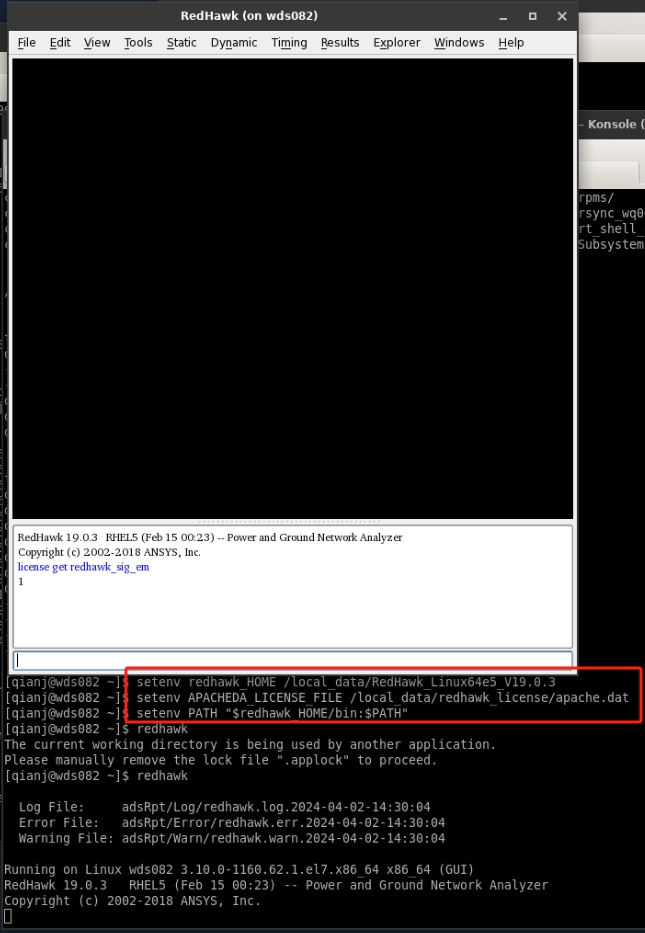 RedHawk (on wds082)
File Edit View Tools Static Dynamic Timing Results Explorer Windows Help
– Konsole (
rpms/
rsync_wq0
rt_shell_
Subsystem
RedHawk 19.0.3 RHEL5 (Feb 15 00:23) -- Power and Ground Network Analyzer
Copyright (c) 2002-2018 ANSYS, Inc.
license get redhawk_sig_em
1
[qianj@wds082 ~]$ setenv redhawk_HOME /local_data/RedHawk_Linux64e5_V19.0.3
[qianj@wds082 ~]$ setenv APACHEDA_LICENSE_FILE /local_data/redhawk_license/apache.dat
[qianj@wds082 ~]$ setenv PATH "$redhawk_HOME/bin:$PATH"
[qianj@wds082 ~]$ redhawk
The current working directory is being used by another application.
Please manually remove the lock file ".applock" to proceed.
[qianj@wds082 ~]$ redhawk
Log File: adsRpt/Log/redhawk.log.2024-04-02-14:30:04
Error File: adsRpt/Error/redhawk.err.2024-04-02-14:30:04
Warning File: adsRpt/Warn/redhawk.warn.2024-04-02-14:30:04
Running on Linux wds082 3.10.0-1160.62.1.el7.x86_64 x86_64 (GUI)
RedHawk 19.0.3 RHEL5 (Feb 15 00:23) -- Power and Ground Network Analyzer
Copyright (c) 2002-2018 ANSYS, Inc.